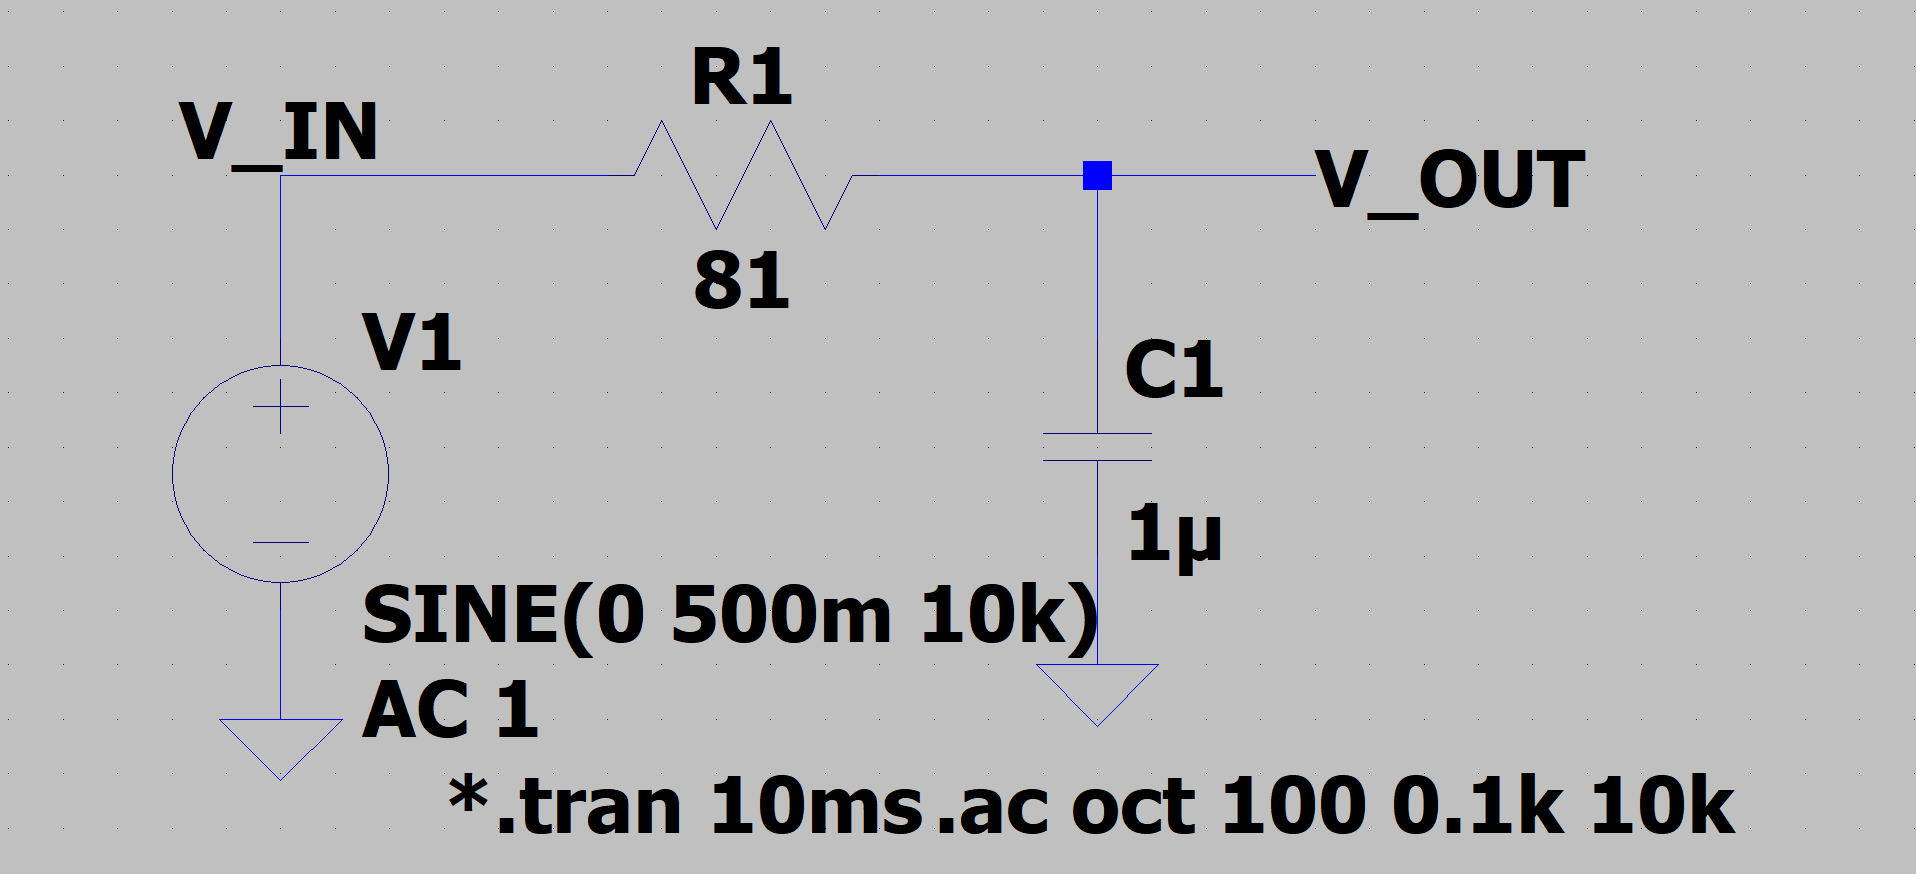 R1
V_IN
V_OUT
81
V1
C1
1µ
SINE(0 500m 10k)
AC 1
*.tran 10ms .ac oct 100 0.1k 10k